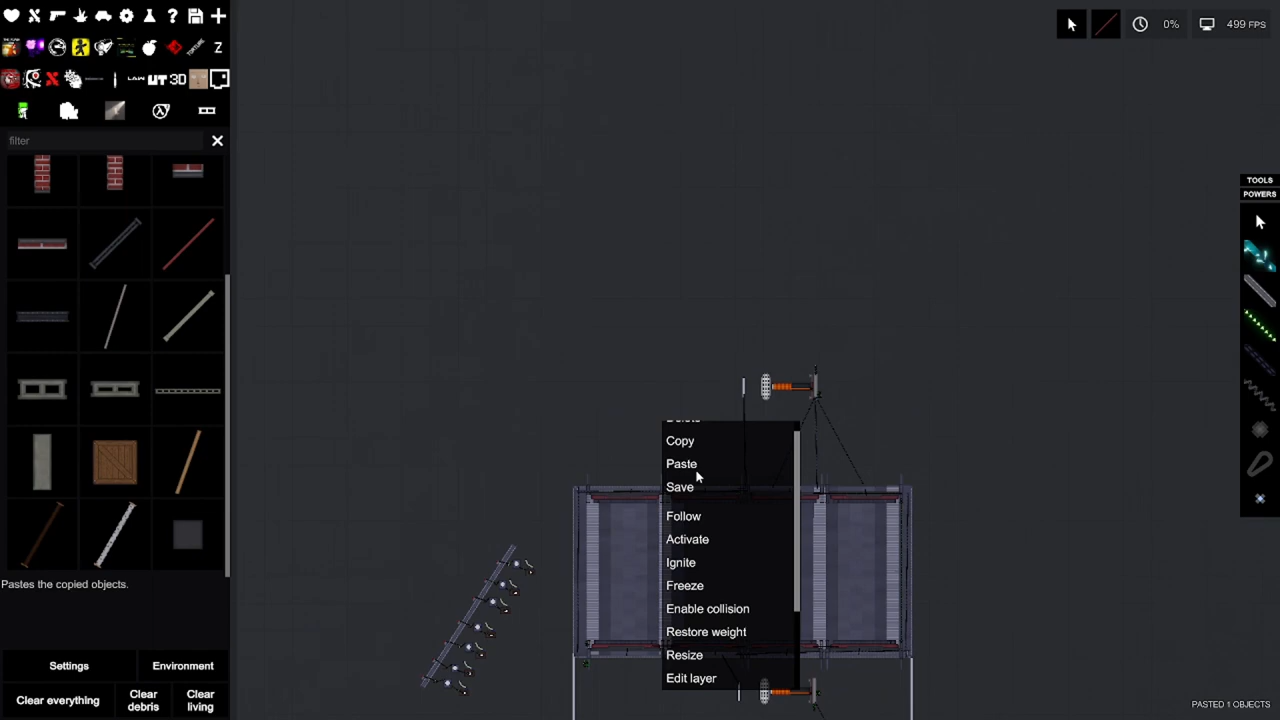 0%
499 FPS
Z
LAW UT 3D
filter
TOOLS
POWERS
Copy
Paste
Save
Follow
Activate
Ignite
Freeze
Enable collision
Restore weight
Resize
Edit layer
Pastes the copied objects.
Settings
Environment
Clear everything
Clear debris
Clear living
PASTED 1 OBJECTS